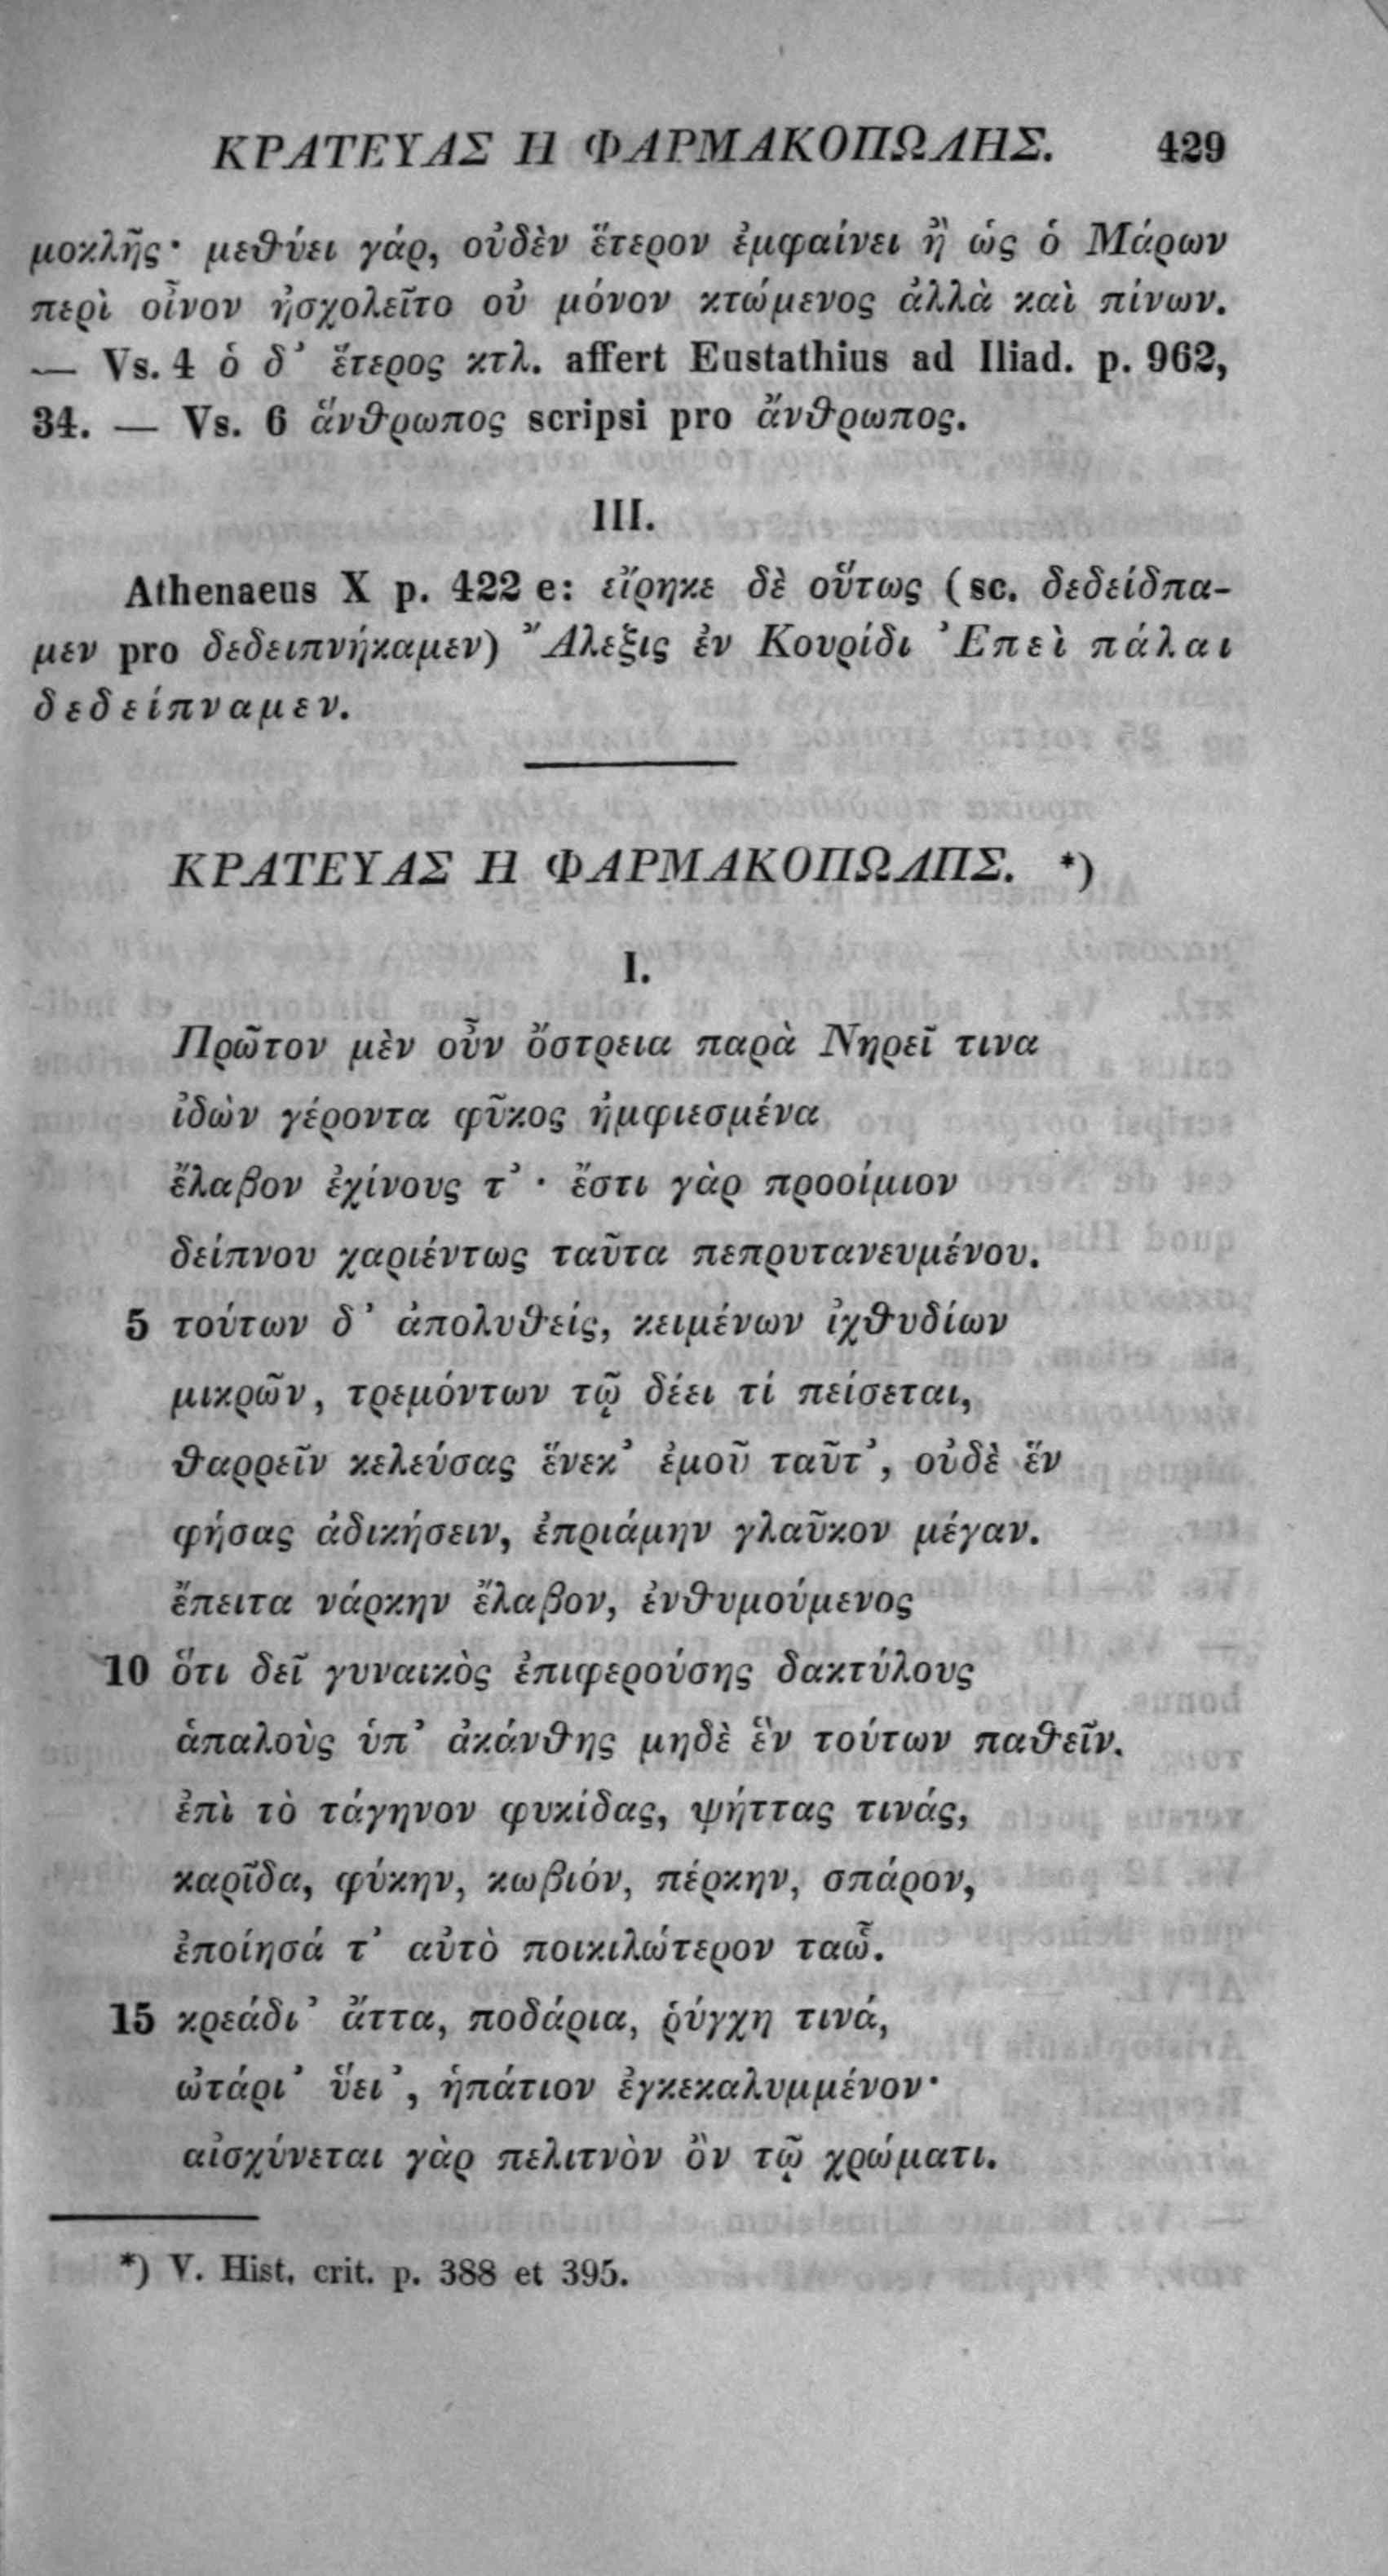 ΚΡΑΤΕΥΑΣ Η ΦΑΡΜΑΚΟΠΩΛΗΣ. 429
μοκλῆς· μεθύει γάρ, οὐδὲν ἕτερον ἐμφαίνει ἢ ὡς ὁ Μάρων
περὶ οἶνον ἠσχολεῖτο οὐ μόνον κτώμενος ἀλλὰ καὶ πίνων.
— Vs. 4 ὁ δ᾽ ἕτερος κτλ. affert Eustathius ad Iliad. p. 962,
34. — Vs. 6 ἅνθρωπος scripsi pro ἄνθρωπος.
III.
Athenaeus X p. 422 e: εἴρηκε δὲ οὕτως (sc. δεδείδπα-
μεν pro δεδειπνήκαμεν) Ἄλεξις ἐν Κουρίδι Ἐπεὶ πάλαι
δεδείπναμεν.
ΚΡΑΤΕΥΑΣ Η ΦΑΡΜΑΚΟΠΩΛΠΣ. *)
I.
Πρῶτον μὲν οὖν ὄστρεια παρὰ Νηρεῖ τινα
ἰδὼν γέροντα φῦκος ἠμφιεσμένα
ἔλαβον ἐχίνους τ᾽· ἔστι γὰρ προοίμιον
δείπνου χαριέντως ταῦτα πεπρυτανευμένου.
5 τούτων δ᾽ ἀπολυθείς, κειμένων ἰχθυδίων
μικρῶν, τρεμόντων τῷ δέει τί πείσεται,
θαρρεῖν κελεύσας ἕνεκ᾽ ἐμοῦ ταῦτ᾽, οὐδὲ ἕν
φήσας ἀδικήσειν, ἐπριάμην γλαῦκον μέγαν.
ἔπειτα νάρκην ἔλαβον, ἐνθυμούμενος
10 ὅτι δεῖ γυναικὸς ἐπιφερούσης δακτύλους
ἁπαλοὺς ὑπ᾽ ἀκάνθης μηδὲ ἓν τούτων παθεῖν.
ἐπὶ τὸ τάγηνον φυκίδας, ψήττας τινάς,
καρῖδα, φύκην, κωβιόν, πέρκην, σπάρον,
ἐποίησά τ᾽ αὐτὸ ποικιλώτερον ταὧ.
15 κρεάδι᾽ ἄττα, ποδάρια, ῥύγχη τινά,
ὠτάρι᾽ ὕει᾽, ἡπάτιον ἐγκεκαλυμμένον·
αἰσχύνεται γὰρ πελιτνὸν ὂν τῷ χρώματι.
*) V. Hist. crit. p. 388 et 395.